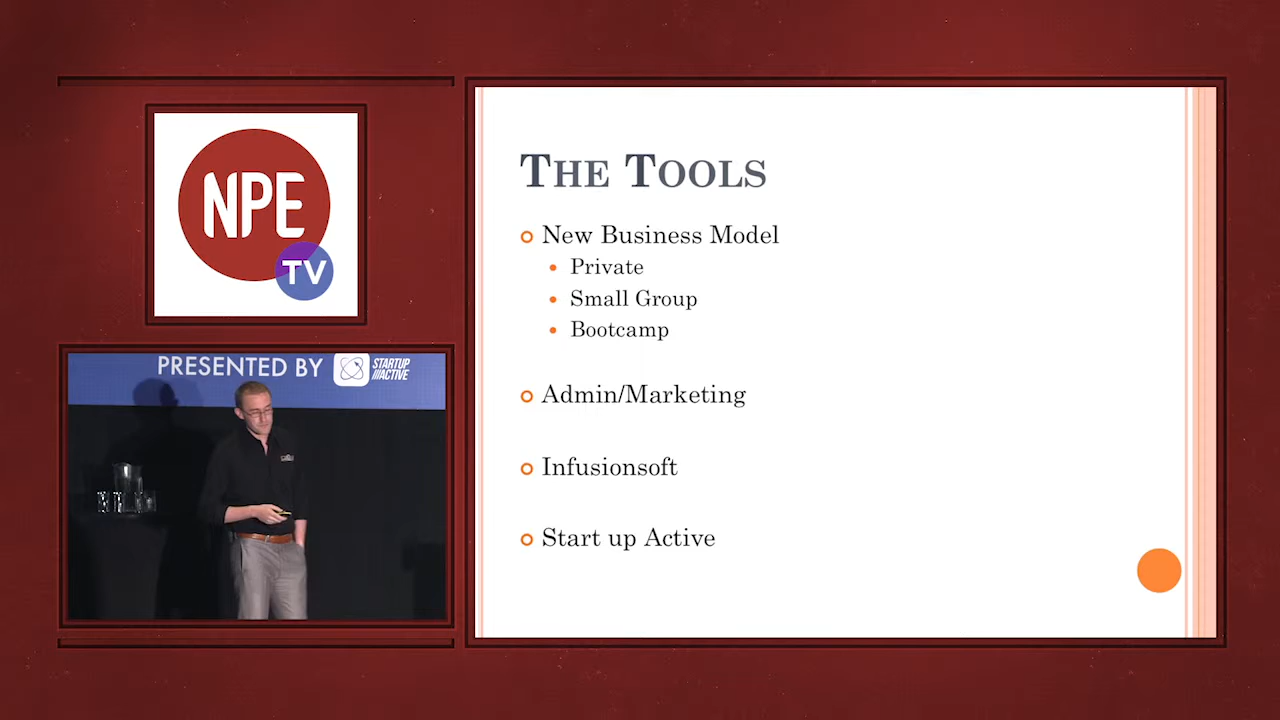 NPE
TV
PRESENTED BY STARTUP
ACTIVE
THE TOOLS
New Business Model
Private
Small Group
Bootcamp
Admin/Marketing
Infusionsoft
Start up Active